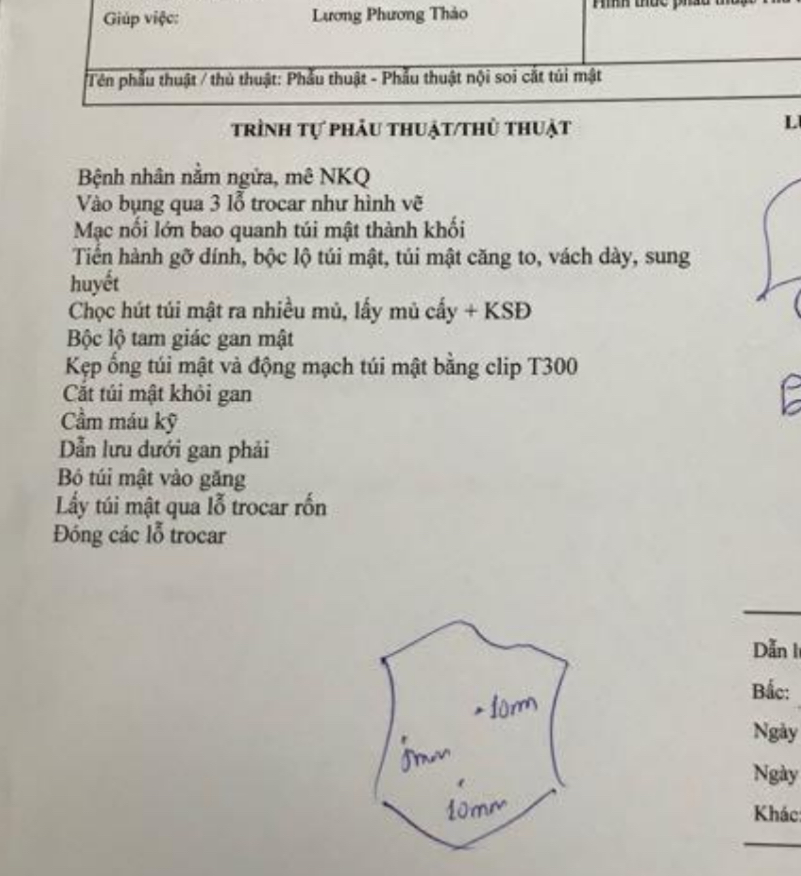 Giúp việc: Lương Phương Thảo
Tên phẫu thuật / thủ thuật: Phẫu thuật - Phẫu thuật nội soi cắt túi mật
TRÌNH TỰ PHẪU THUẬT/THỦ THUẬT
Bệnh nhân nằm ngửa, mê NKQ
Vào bụng qua 3 lỗ trocar như hình vẽ
Mạc nối lớn bao quanh túi mật thành khối
Tiến hành gỡ dính, bộc lộ túi mật, túi mật căng to, vách dày, sung
huyết
Chọc hút túi mật ra nhiều mủ, lấy mủ cấy + KSĐ
Bộc lộ tam giác gan mật
Kẹp ống túi mật và động mạch túi mật bằng clip T300
Cắt túi mật khỏi gan
Cầm máu kỹ
Dẫn lưu dưới gan phải
Bỏ túi mật vào găng
Lấy túi mật qua lỗ trocar rốn
Đóng các lỗ trocar
Dẫn
Bấc:
10mm
Ngày
5mm
Ngày
10mm
Khác: